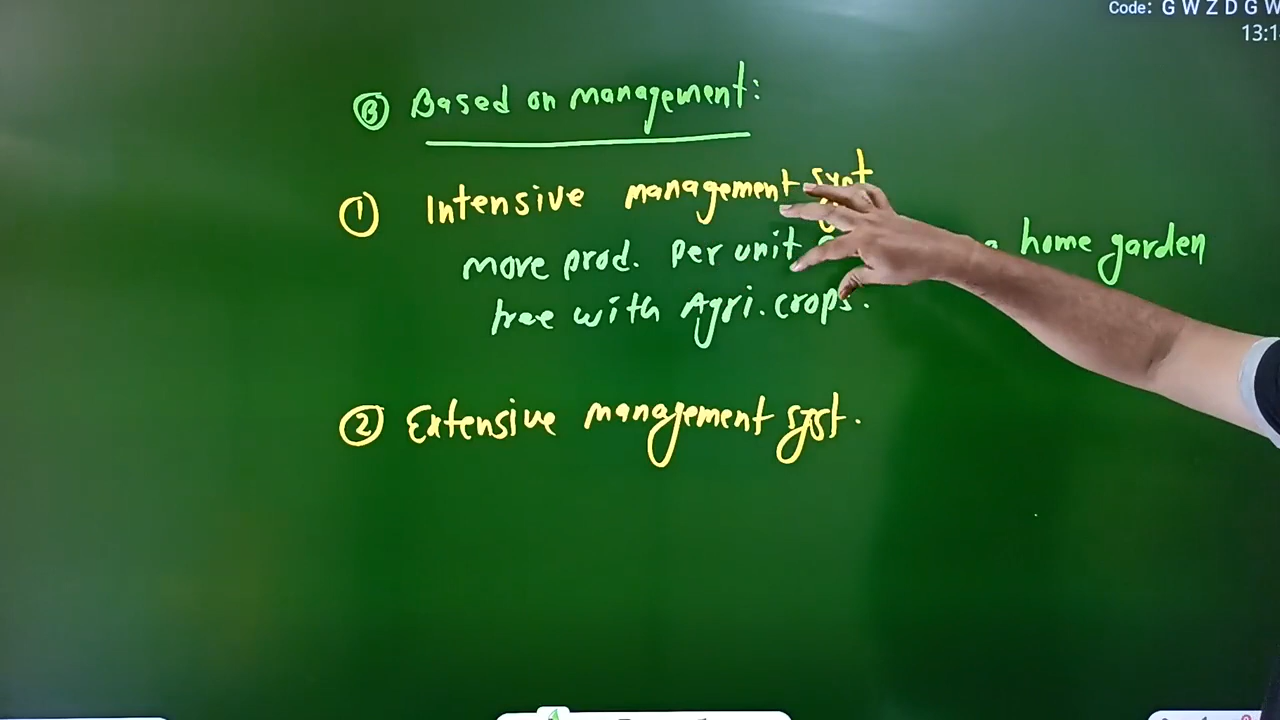 Code: G W Z D G W
13:1
Ⓑ Based on management:
① Intensive management syst
more prod. Per unit home garden
tree with Agri. crops.
② Extensive management syst.